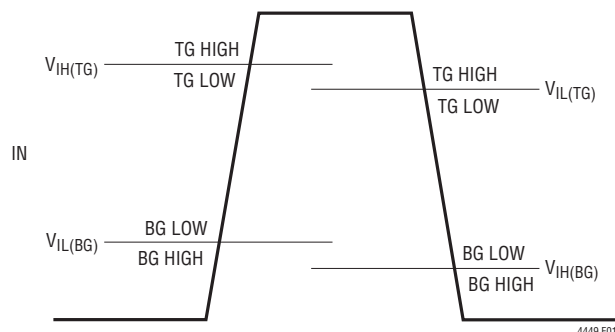 TG HIGH
V_IH(TG)
TG LOW
TG HIGH
V_IL(TG)
TG LOW
IN
BG LOW
V_IL(BG)
BG HIGH
BG LOW
V_IH(BG)
BG HIGH
4449 F01